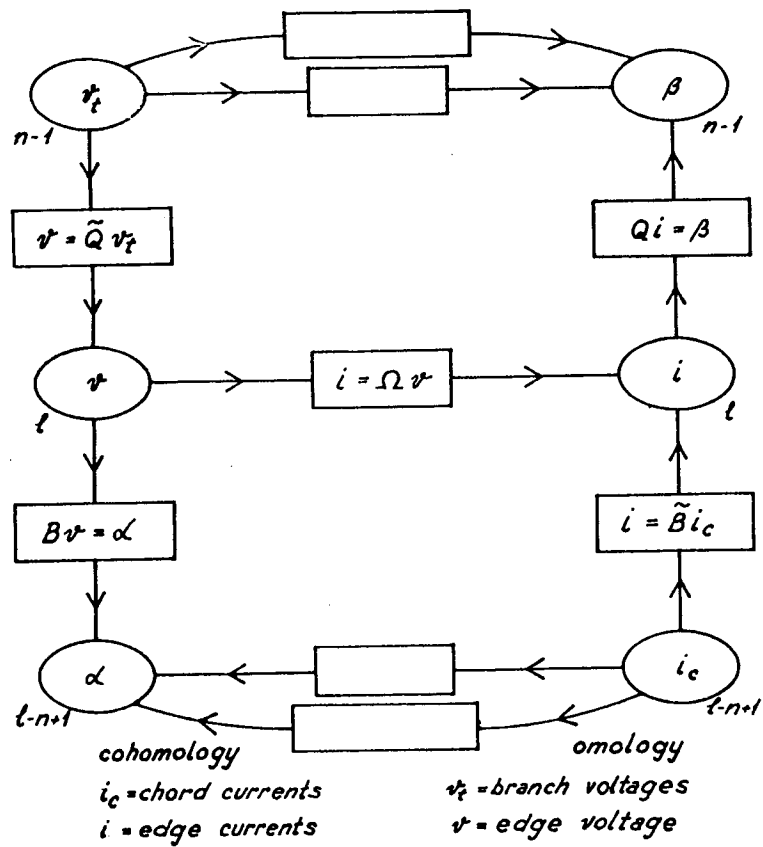 v_t
β
n-1
n-1
v = Q̃ v_t
Q i = β
v
i = Ω v
i
l
l
B v = α
i = B̃ i_c
α
i_c
l-n+1
l-n+1
cohomology
omology
i_c = chord currents
v_t = branch voltages
i = edge currents
v = edge voltage